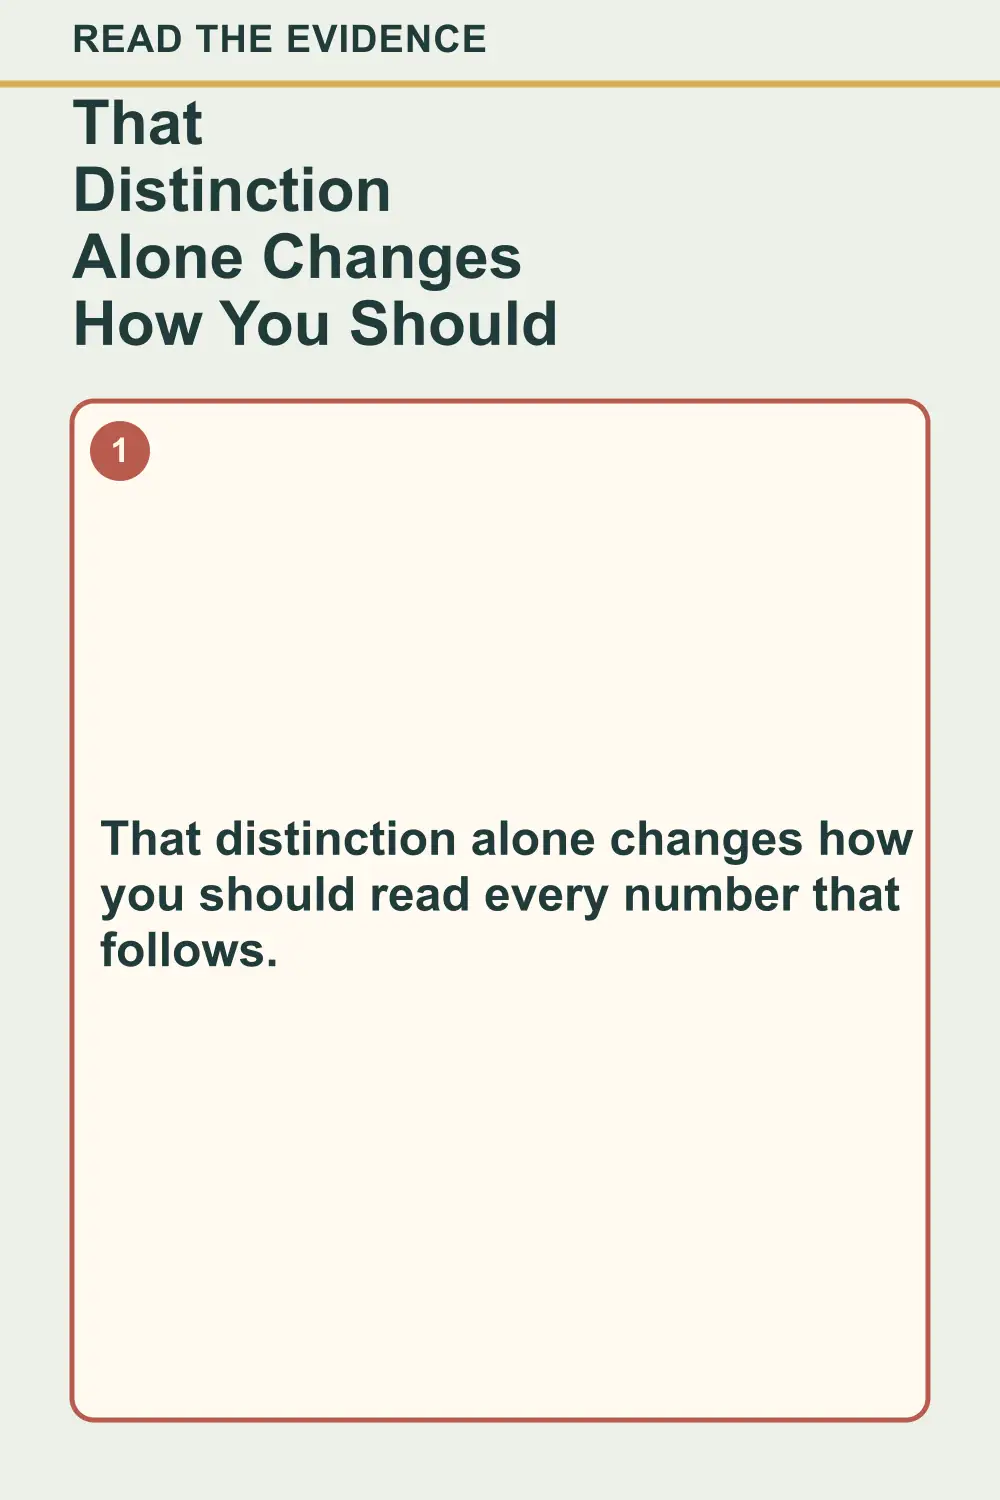 READ THE EVIDENCE
That
Distinction
Alone Changes
How You Should
1
That distinction alone changes how
you should read every number that
follows.